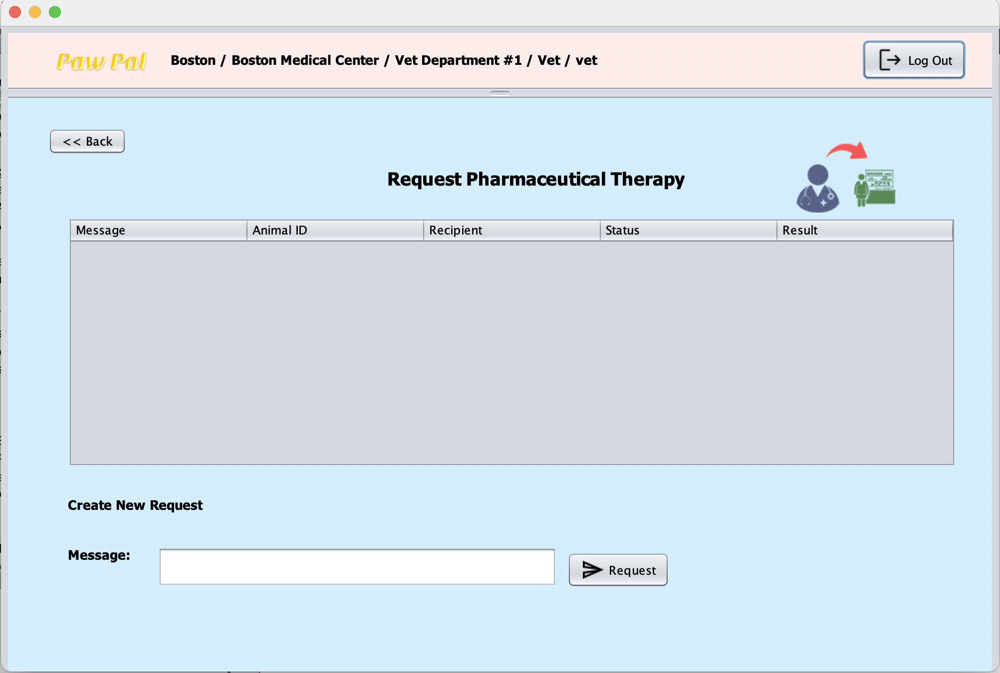 Paw Pal
Boston / Boston Medical Center / Vet Department #1 / Vet / vet
Log Out
<< Back
Request Pharmaceutical Therapy
Message Animal ID Recipient Status Result
Create New Request
Message:
Request